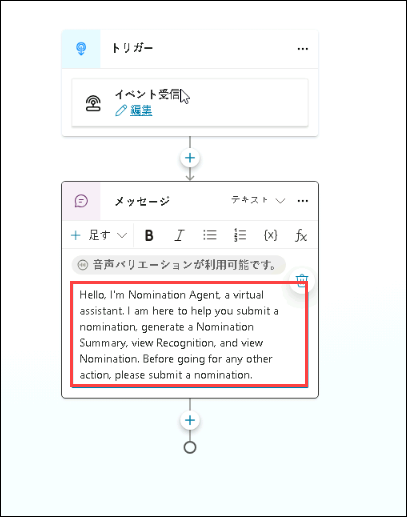 トリガー
イベント受信
編集
メッセージ
テキスト
+ 足す
B
I
{x}
fx
音声バリエーションが利用可能です。
Hello, I'm Nomination Agent, a virtual
assistant. I am here to help you submit a
nomination, generate a Nomination
Summary, view Recognition, and view
Nomination. Before going for any other
action, please submit a nomination.